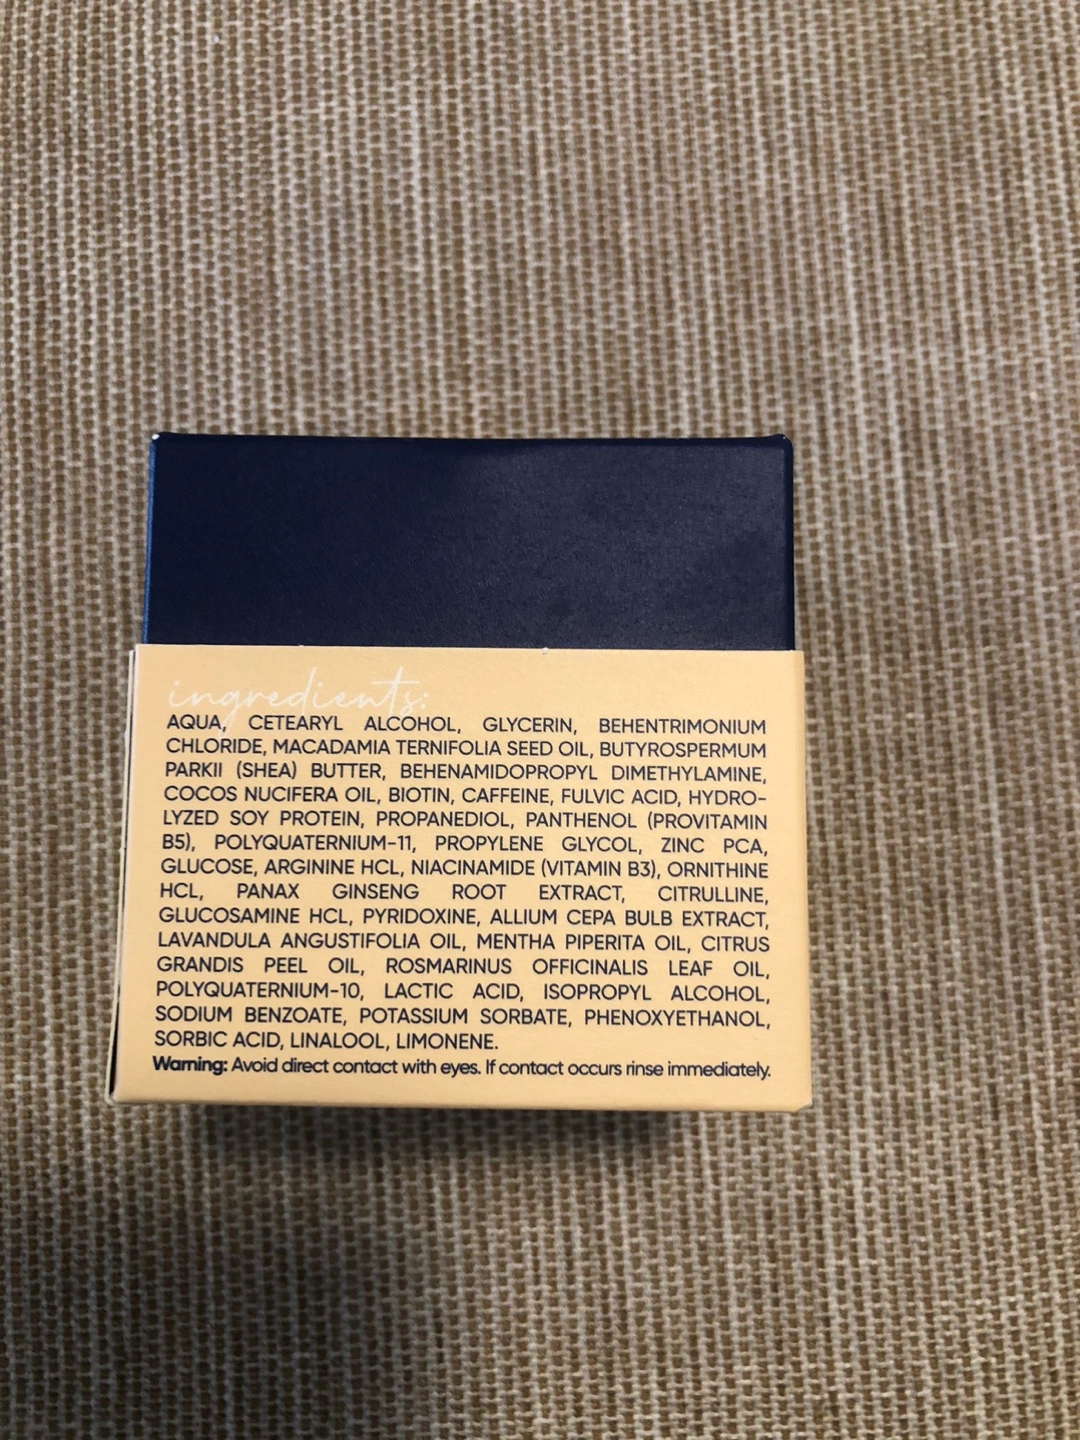 ingredients:
AQUA, CETEARYL ALCOHOL, GLYCERIN, BEHENTRIMONIUM
CHLORIDE, MACADAMIA TERNIFOLIA SEED OIL, BUTYROSPERMUM
PARKII (SHEA) BUTTER, BEHENAMIDOPROPYL DIMETHYLAMINE,
COCOS NUCIFERA OIL, BIOTIN, CAFFEINE, FULVIC ACID, HYDRO-
LYZED SOY PROTEIN, PROPANEDIOL, PANTHENOL (PROVITAMIN
B5), POLYQUATERNIUM-11, PROPYLENE GLYCOL, ZINC PCA,
GLUCOSE, ARGININE HCL, NIACINAMIDE (VITAMIN B3), ORNITHINE
HCL, PANAX GINSENG ROOT EXTRACT, CITRULLINE,
GLUCOSAMINE HCL, PYRIDOXINE, ALLIUM CEPA BULB EXTRACT,
LAVANDULA ANGUSTIFOLIA OIL, MENTHA PIPERITA OIL, CITRUS
GRANDIS PEEL OIL, ROSMARINUS OFFICINALIS LEAF OIL,
POLYQUATERNIUM-10, LACTIC ACID, ISOPROPYL ALCOHOL,
SODIUM BENZOATE, POTASSIUM SORBATE, PHENOXYETHANOL,
SORBIC ACID, LINALOOL, LIMONENE.
Warning: Avoid direct contact with eyes. If contact occurs rinse immediately.